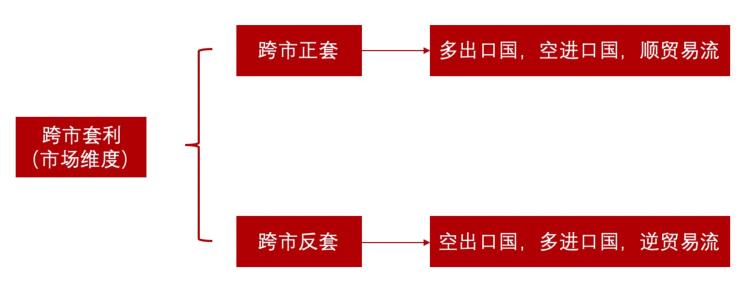 跨市套利
（市场维度）
跨市正套
多出口国，空进口国，顺贸易流
跨市反套
空出口国，多进口国，逆贸易流